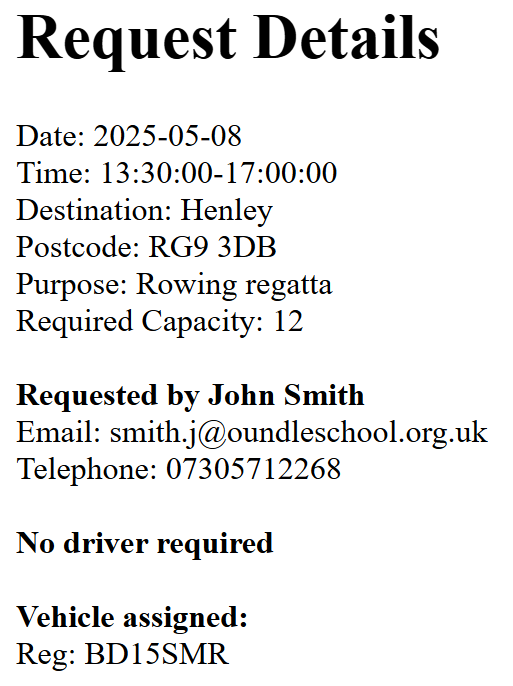 Request Details
Date: 2025-05-08
Time: 13:30:00-17:00:00
Destination: Henley
Postcode: RG9 3DB
Purpose: Rowing regatta
Required Capacity: 12
Requested by John Smith
Email: smith.j@oundleschool.org.uk
Telephone: 07305712268
No driver required
Vehicle assigned:
Reg: BD15SMR